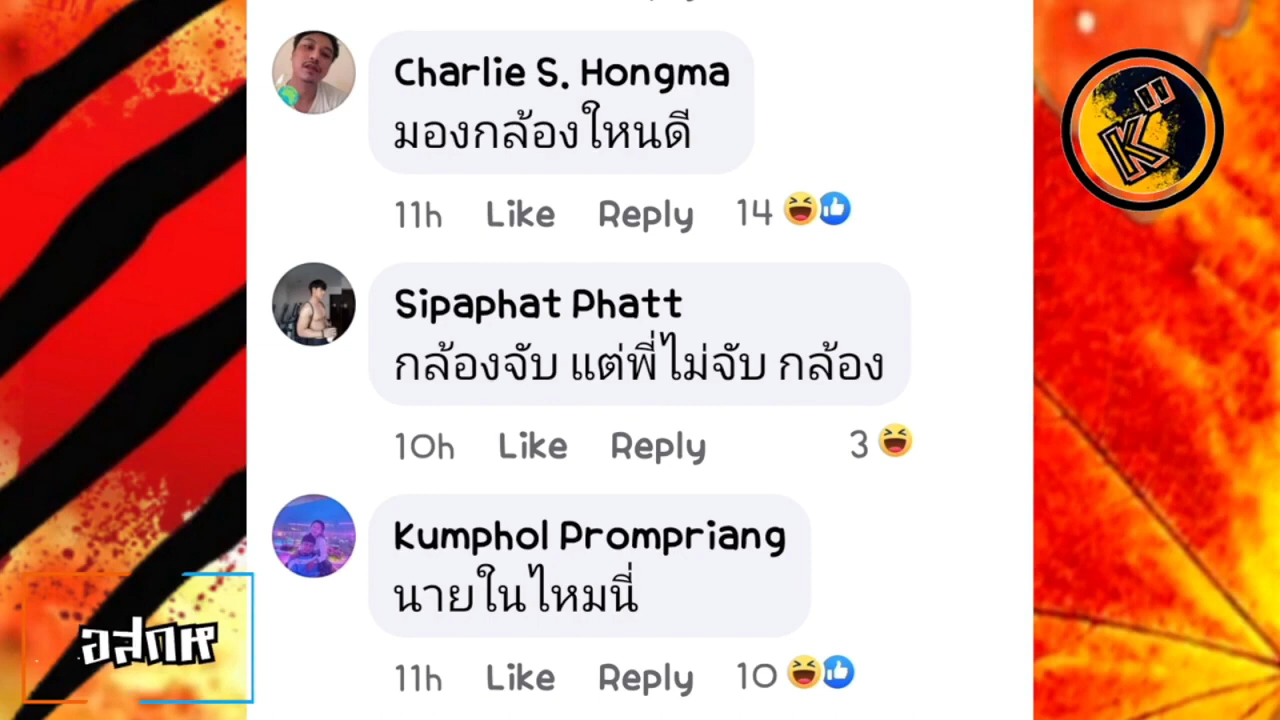 Charlie S. Hongma
มองกล้องใหนดี
11h Like Reply 14
Sipaphat Phatt
กล้องจับ แต่พี่ไม่จับ กล้อง
10h Like Reply 3
Kumphol Prompriang
นายในไหมนี่
11h Like Reply 10
K"
อสกห